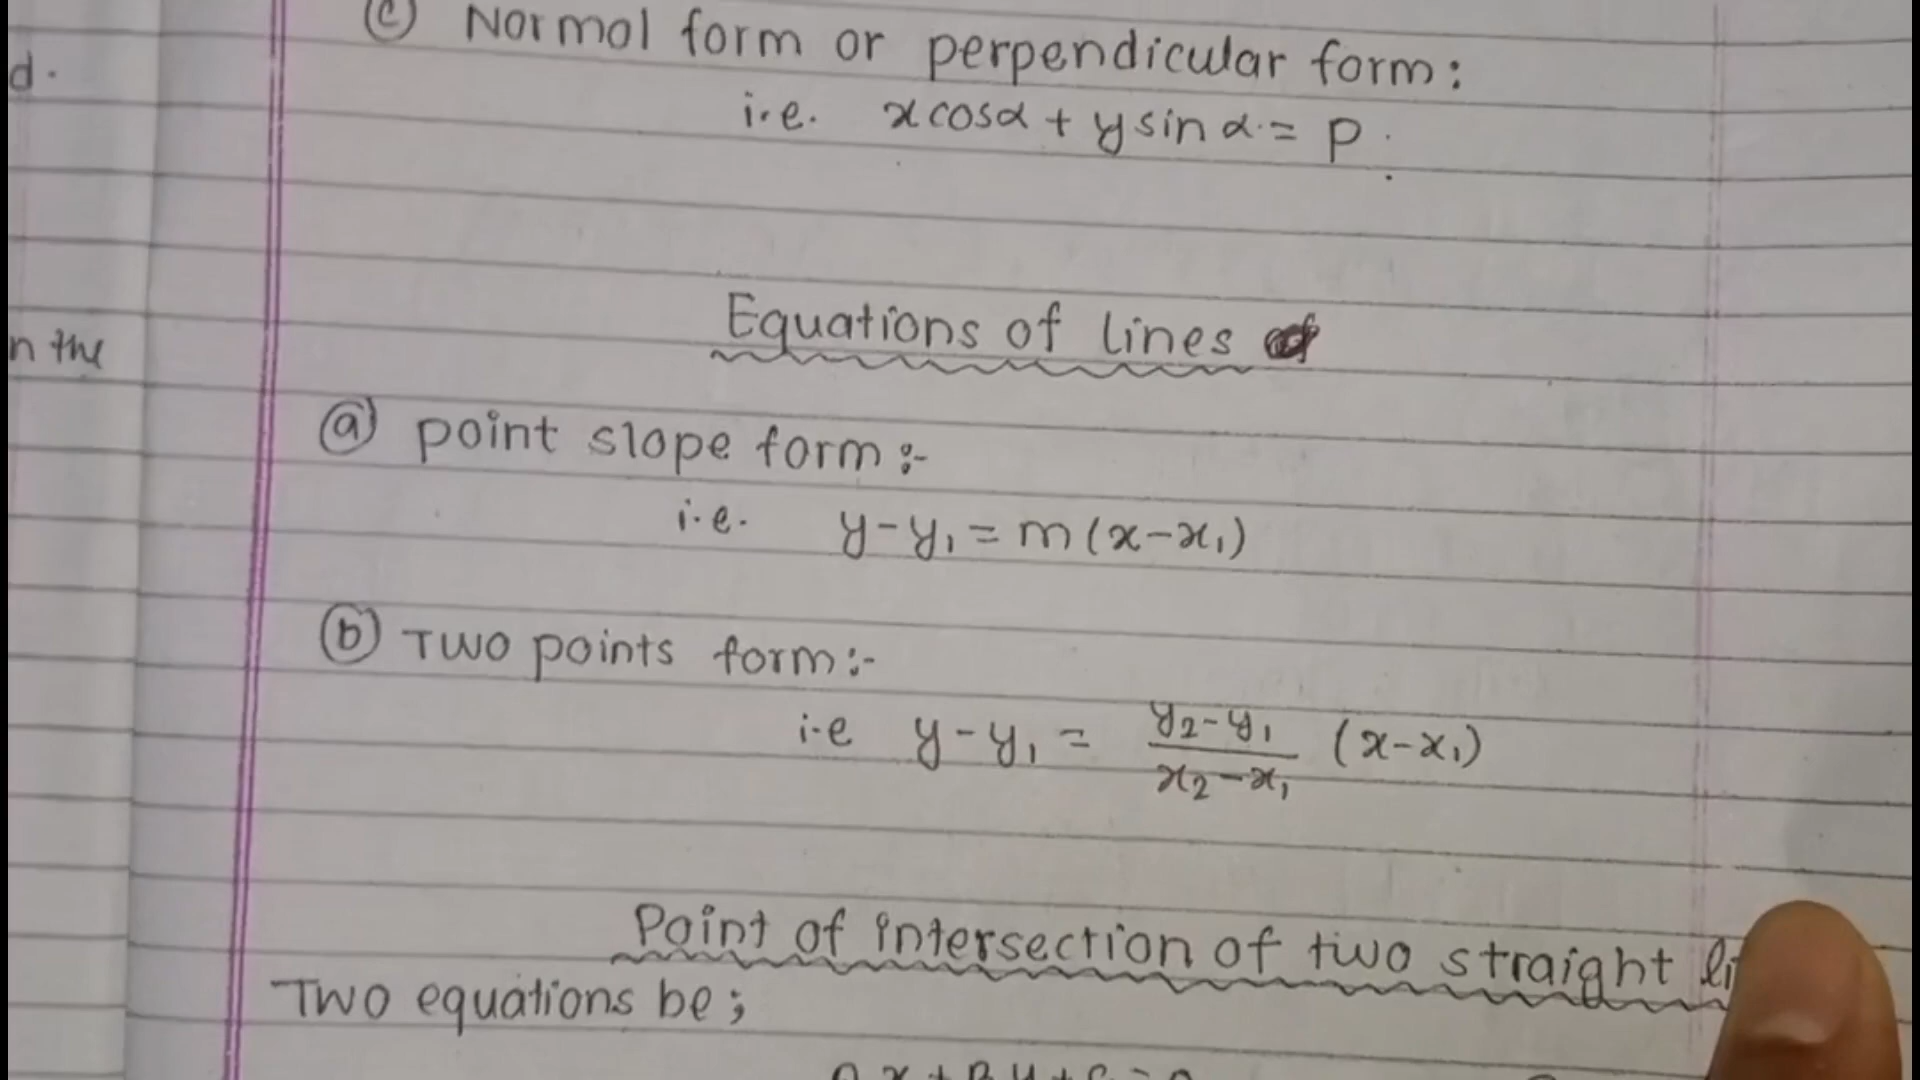 d.
n the
(c) Normal form or perpendicular form:
i.e. x cosα + y sin α = p.
Equations of lines
(a) point slope form :-
i.e. y - y₁ = m (x - x₁)
(b) Two points form :-
i-e y - y₁ = y₂ - y₁ / x₂ - x₁ (x - x₁)
Point of intersection of two straight li
Two equations be;